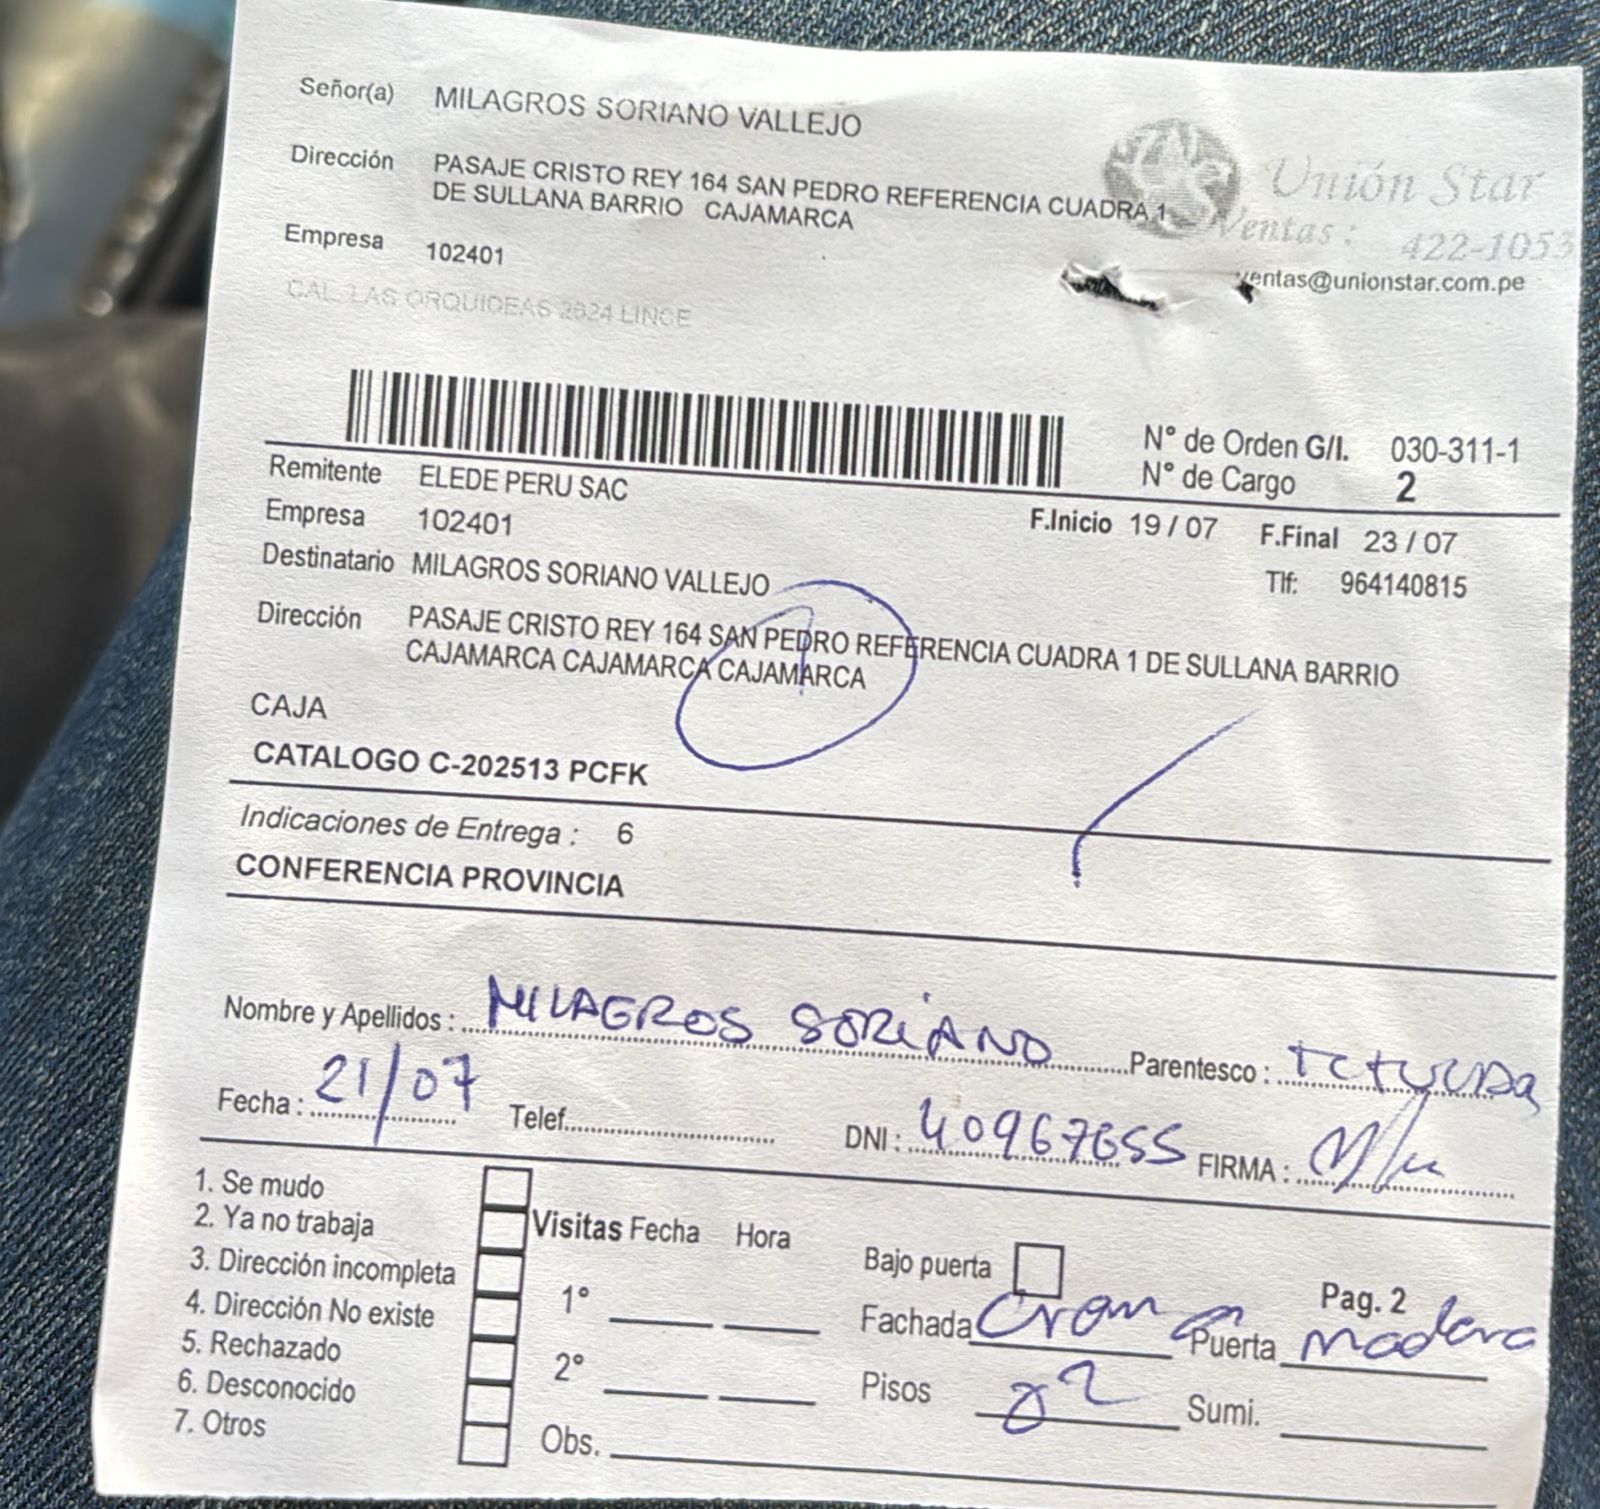 Señor(a) MILAGROS SORIANO VALLEJO
Dirección PASAJE CRISTO REY 164 SAN PEDRO REFERENCIA CUADRA 1
DE SULLANA BARRIO CAJAMARCA
Unión Star
Ventas: 422-1053
ventas@unionstar.com.pe
Empresa 102401
CAL. LAS ORQUIDEAS 2624 LINCE
N° de Orden G/I. 030-311-1
N° de Cargo 2
Remitente ELEDE PERU SAC
Empresa 102401
F.Inicio 19 / 07 F.Final 23 / 07
Destinatario MILAGROS SORIANO VALLEJO
Tlf: 964140815
Dirección PASAJE CRISTO REY 164 SAN PEDRO REFERENCIA CUADRA 1 DE SULLANA BARRIO
CAJAMARCA CAJAMARCA CAJAMARCA
1
CAJA
CATALOGO C-202513 PCFK
Indicaciones de Entrega : 6
CONFERENCIA PROVINCIA
Nombre y Apellidos : MILAGROS SORIANO Parentesco :
Fecha : 21/07 Telef. DNI : 40967655 FIRMA :
1. Se mudo
2. Ya no trabaja
3. Dirección incompleta
4. Dirección No existe
5. Rechazado
6. Desconocido
7. Otros
Visitas Fecha Hora
1°
2°
Obs.
Bajo puerta
Pag. 2
Fachada Crema Puerta Madera
Pisos 02 Sumi.